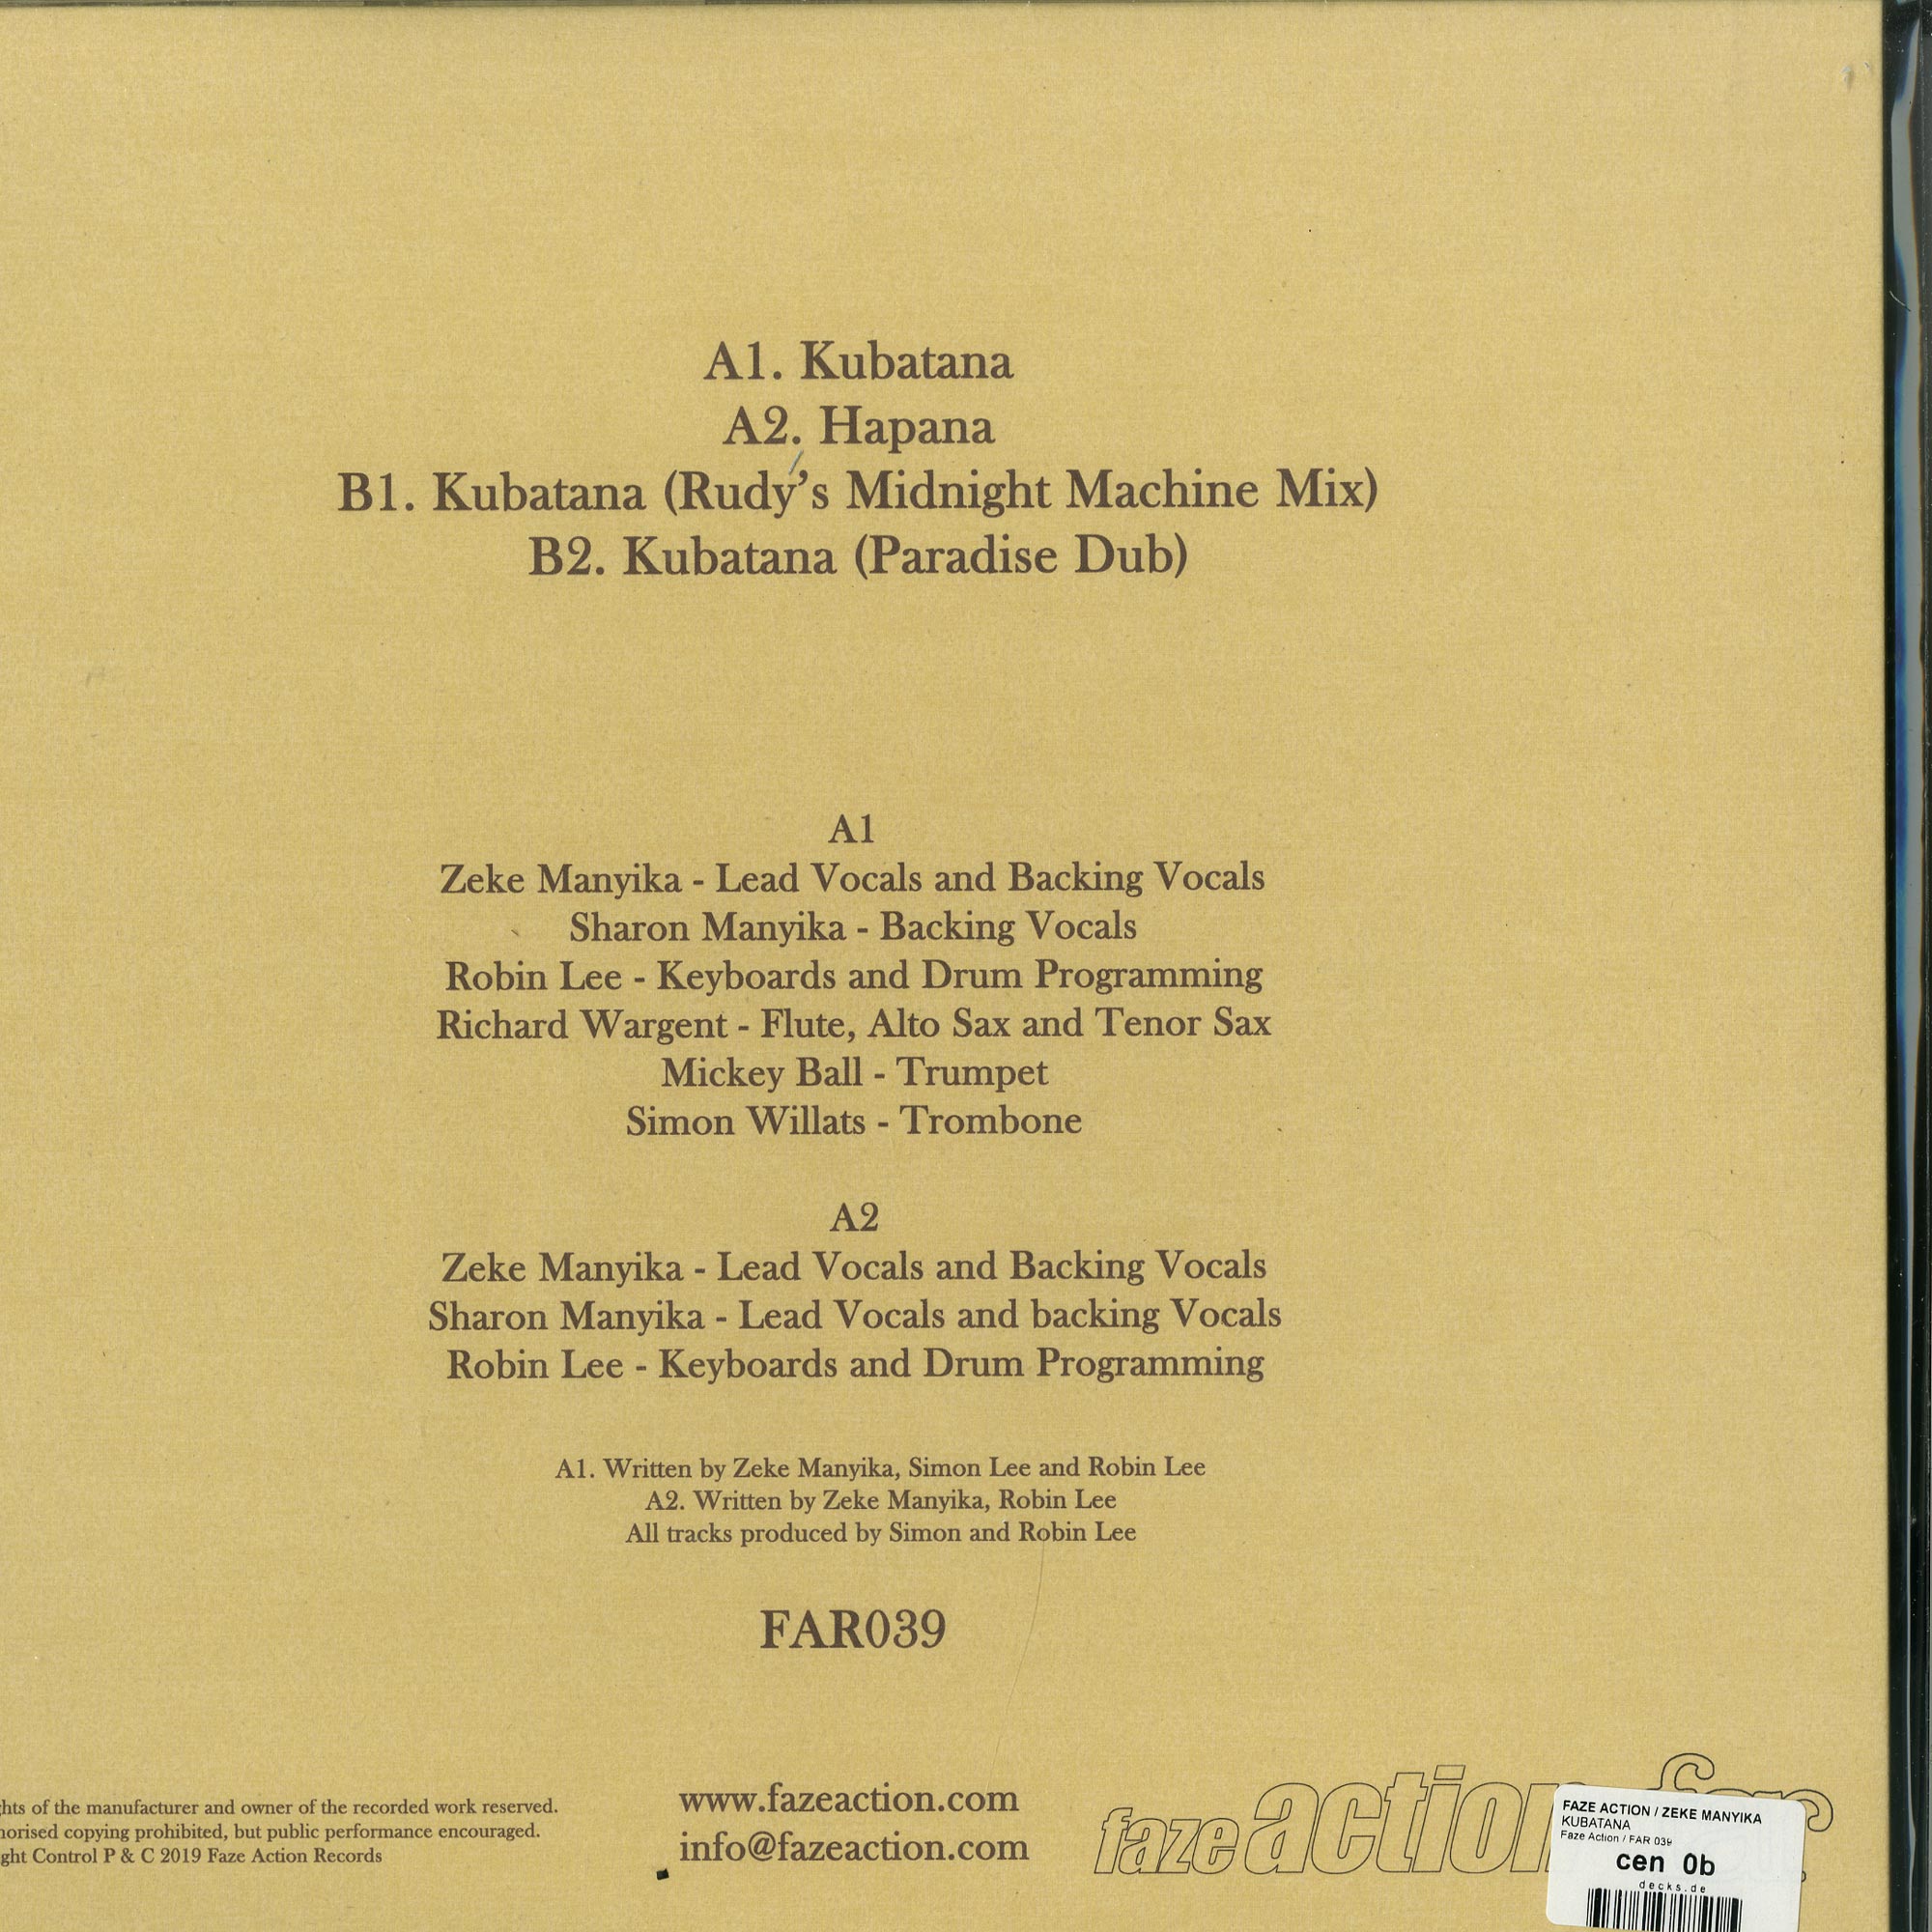 A1. Kubatana
A2. Hapana
B1. Kubatana (Rudy’s Midnight Machine Mix)
B2. Kubatana (Paradise Dub)
A1
Zeke Manyika - Lead Vocals and Backing Vocals
Sharon Manyika - Backing Vocals
Robin Lee - Keyboards and Drum Programming
Richard Wargent - Flute, Alto Sax and Tenor Sax
Mickey Ball - Trumpet
Simon Willats - Trombone
A2
Zeke Manyika - Lead Vocals and Backing Vocals
Sharon Manyika - Lead Vocals and backing Vocals
Robin Lee - Keyboards and Drum Programming
A1. Written by Zeke Manyika, Simon Lee and Robin Lee
A2. Written by Zeke Manyika, Robin Lee
All tracks produced by Simon and Robin Lee
FAR039
of the manufacturer and owner of the recorded work reserved.
copying prohibited, but public performance encouraged.
Control P & C 2019 Faze Action Records
www.fazeaction.com
info@fazeaction.com
faze action
FAZE ACTION / ZEKE MANYIKA
KUBATANA
Faze Action / FAR 039
cen 0b
decks.de